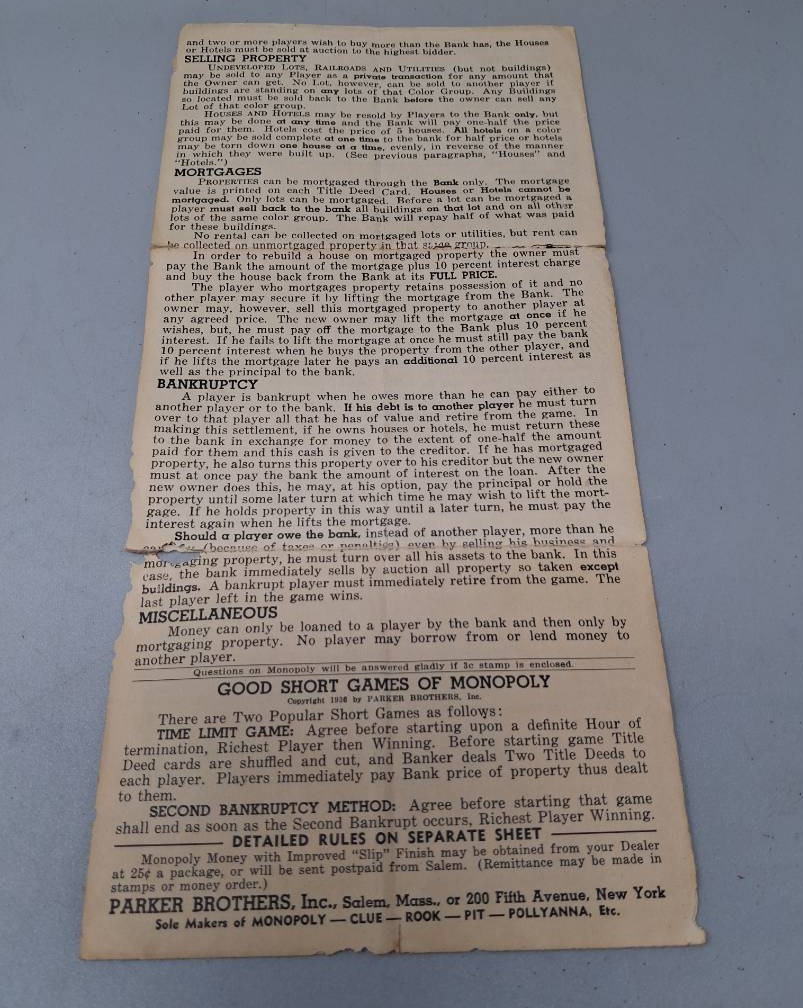 and two or more players wish to buy more than the Bank has, the Houses
or Hotels must be sold at auction to the highest bidder.
SELLING PROPERTY
UNDEVELOPED LOTS, RAILROADS AND UTILITIES (but not buildings)
may be sold to any Player as a private transaction for any amount that
the Owner can get. No Lot, however, can be sold to another player if
buildings are standing on any lots of that Color Group. Any Buildings
so located must be sold back to the Bank before the owner can sell any
Lot of that color group.
HOUSES AND HOTELS may be resold by Players to the Bank only, but
this may be done at any time and the Bank will pay one-half the price
paid for them. Hotels cost the price of 5 houses. All hotels on a color
group may be sold complete at one time to the bank for half price or hotels
may be torn down one house at a time, evenly, in reverse of the manner
in which they were built up. (See previous paragraphs, "Houses" and
"Hotels.")
MORTGAGES
PROPERTIES can be mortgaged through the Bank only. The mortgage
value is printed on each Title Deed Card. Houses or Hotels cannot be
mortgaged. Only lots can be mortgaged. Before a lot can be mortgaged a
player must sell back to the bank all buildings on that lot and on all other
lots of the same color group. The Bank will repay half of what was paid
for these buildings.
No rental can be collected on mortgaged lots or utilities, but rent can
be collected on unmortgaged property in that same group.
In order to rebuild a house on mortgaged property the owner must
pay the Bank the amount of the mortgage plus 10 percent interest charge
and buy the house back from the Bank at its FULL PRICE.
The player who mortgages property retains possession of it and no
other player may secure it by lifting the mortgage from the Bank. The
owner may, however, sell this mortgaged property to another player at
any agreed price. The new owner may lift the mortgage at once if he
wishes, but, he must pay off the mortgage to the Bank plus 10 percent
interest. If he fails to lift the mortgage at once he must still pay the bank
10 percent interest when he buys the property from the other player, and
if he lifts the mortgage later he pays an additional 10 percent interest as
well as the principal to the bank.
BANKRUPTCY
A player is bankrupt when he owes more than he can pay either to
another player or to the bank. If his debt is to another player he must turn
over to that player all that he has of value and retire from the game. In
making this settlement, if he owns houses or hotels, he must return these
to the bank in exchange for money to the extent of one-half the amount
paid for them and this cash is given to the creditor. If he has mortgaged
property, he also turns this property over to his creditor but the new owner
must at once pay the bank the amount of interest on the loan. After the
new owner does this, he may, at his option, pay the principal or hold the
property until some later turn at which time he may wish to lift the mort-
gage. If he holds property in this way until a later turn, he must pay the
interest again when he lifts the mortgage.
Should a player owe the bank, instead of another player, more than he
(because of taxes or penalties) even by selling his business and
mortgaging property, he must turn over all his assets to the bank. In this
case, the bank immediately sells by auction all property so taken except
buildings. A bankrupt player must immediately retire from the game. The
last player left in the game wins.
MISCELLANEOUS
Money can only be loaned to a player by the bank and then only by
mortgaging property. No player may borrow from or lend money to
another player.
Questions on Monopoly will be answered gladly if 3c stamp is enclosed.
GOOD SHORT GAMES OF MONOPOLY
Copyright 1936 by PARKER BROTHERS, Inc.
There are Two Popular Short Games as follows:
TIME LIMIT GAME: Agree before starting upon a definite Hour of
termination, Richest Player then Winning. Before starting game Title
Deed cards are shuffled and cut, and Banker deals Two Title Deeds to
each player. Players immediately pay Bank price of property thus dealt
to them.
SECOND BANKRUPTCY METHOD: Agree before starting that game
shall end as soon as the Second Bankrupt occurs, Richest Player Winning.
DETAILED RULES ON SEPARATE SHEET
Monopoly Money with Improved "Slip" Finish may be obtained from your Dealer
at 25¢ a package, or will be sent postpaid from Salem. (Remittance may be made in
stamps or money order.)
PARKER BROTHERS, Inc., Salem, Mass., or 200 Fifth Avenue, New York
Sole Makers of MONOPOLY — CLUE — ROOK — PIT — POLLYANNA, Etc.